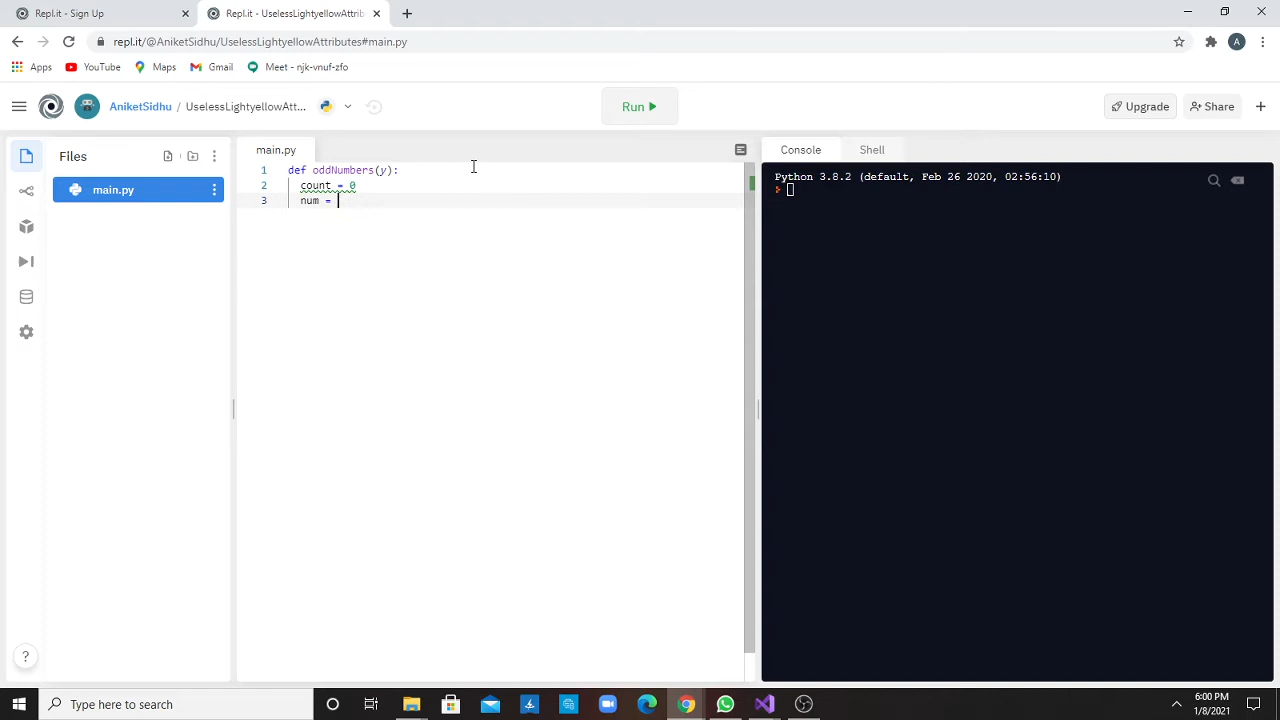 Repl.it - Sign Up
Repl.it - UselessLightyellowAttrib
repl.it/@AniketSidhu/UselessLightyellowAttributes#main.py
A
Apps
YouTube
Maps
Gmail
Meet - njk-vnuf-zfo
AniketSidhu / UselessLightyellowAtt...
Run
Upgrade
Share
Files
main.py
main.py
1 def oddNumbers(y):
2 count = 0
3 num =
Console
Shell
Python 3.8.2 (default, Feb 26 2020, 02:56:10)
?
Type here to search
6:00 PM
1/8/2021